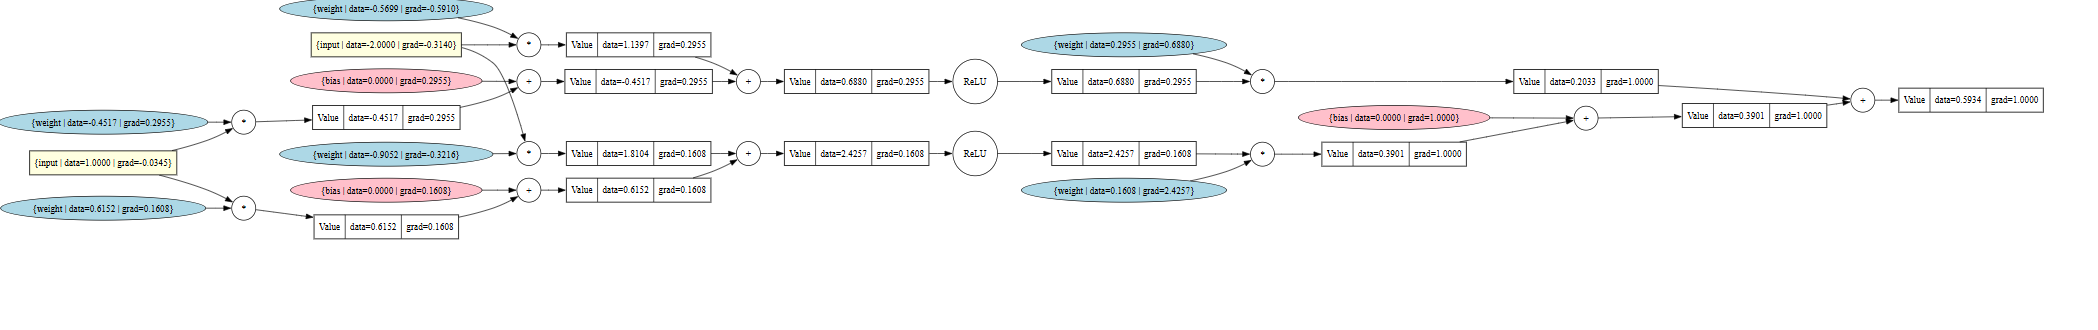 {weight | data=-0.5699 | grad=-0.5910}
{input | data=-2.0000 | grad=-0.3140}
*
Value data=1.1397 grad=0.2955
{weight | data=0.2955 | grad=0.6880}
{bias | data=0.0000 | grad=0.2955}
+
Value data=-0.4517 grad=0.2955
+
Value data=0.6880 grad=0.2955
ReLU
Value data=0.6880 grad=0.2955
*
Value data=0.2033 grad=1.0000
+
Value data=0.5934 grad=1.0000
{weight | data=-0.4517 | grad=0.2955}
*
Value data=-0.4517 grad=0.2955
{bias | data=0.0000 | grad=1.0000}
+
Value data=0.3901 grad=1.0000
{input | data=1.0000 | grad=-0.0345}
{weight | data=-0.9052 | grad=-0.3216}
*
Value data=1.8104 grad=0.1608
+
Value data=2.4257 grad=0.1608
ReLU
Value data=2.4257 grad=0.1608
*
Value data=0.3901 grad=1.0000
{bias | data=0.0000 | grad=0.1608}
+
Value data=0.6152 grad=0.1608
{weight | data=0.1608 | grad=2.4257}
{weight | data=0.6152 | grad=0.1608}
*
Value data=0.6152 grad=0.1608